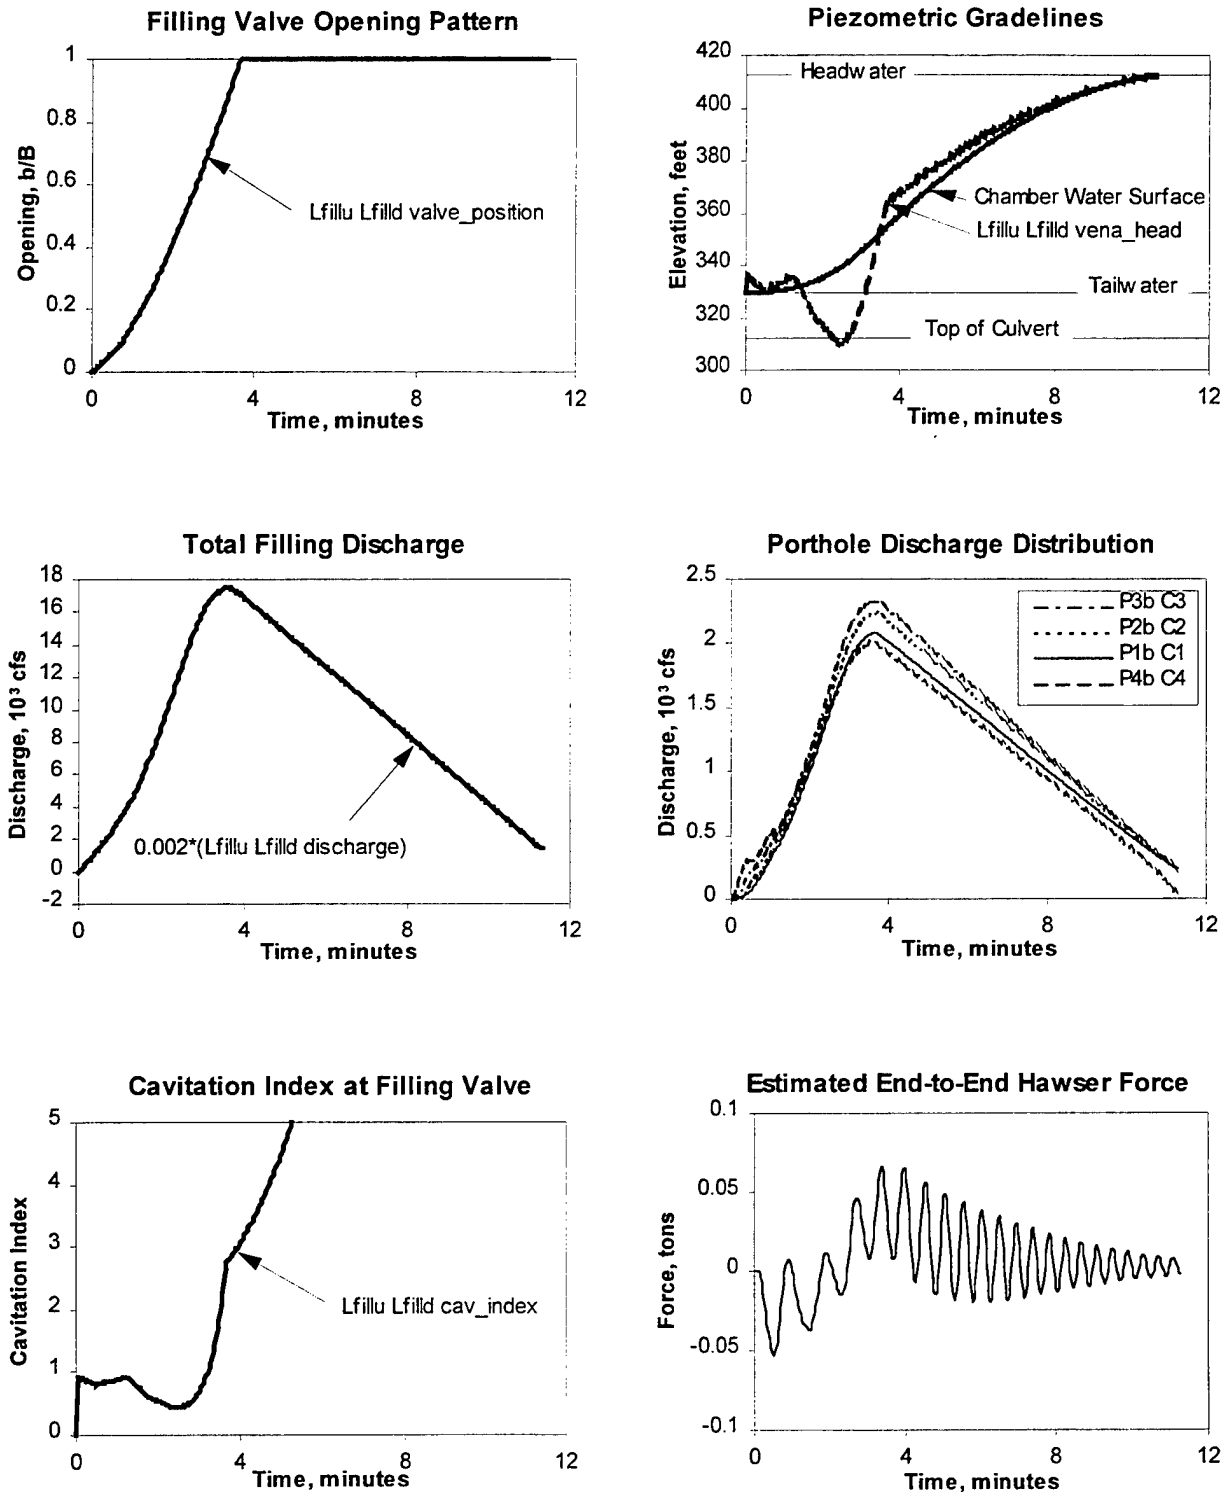 Filling Valve Opening Pattern
1
0.8
0.6
0.4
0.2
0
Opening, b/B
Lfillu Lfilld valve_position
0 4 8 12
Time, minutes
Piezometric Gradelines
420
400
380
360
340
320
300
Elevation, feet
Headwater
Chamber Water Surface
Lfillu Lfilld vena_head
Tailwater
Top of Culvert
0 4 8 12
Time, minutes
Total Filling Discharge
18
16
14
12
10
8
6
4
2
0
-2
Discharge, 10³ cfs
0.002*(Lfillu Lfilld discharge)
0 4 8 12
Time, minutes
Porthole Discharge Distribution
2.5
2
1.5
1
0.5
0
Discharge, 10³ cfs
P3b C3
P2b C2
P1b C1
P4b C4
0 4 8 12
Time, minutes
Cavitation Index at Filling Valve
5
4
3
2
1
0
Cavitation Index
Lfillu Lfilld cav_index
0 4 8 12
Time, minutes
Estimated End-to-End Hawser Force
0.1
0.05
0
-0.05
-0.1
Force, tons
0 4 8 12
Time, minutes